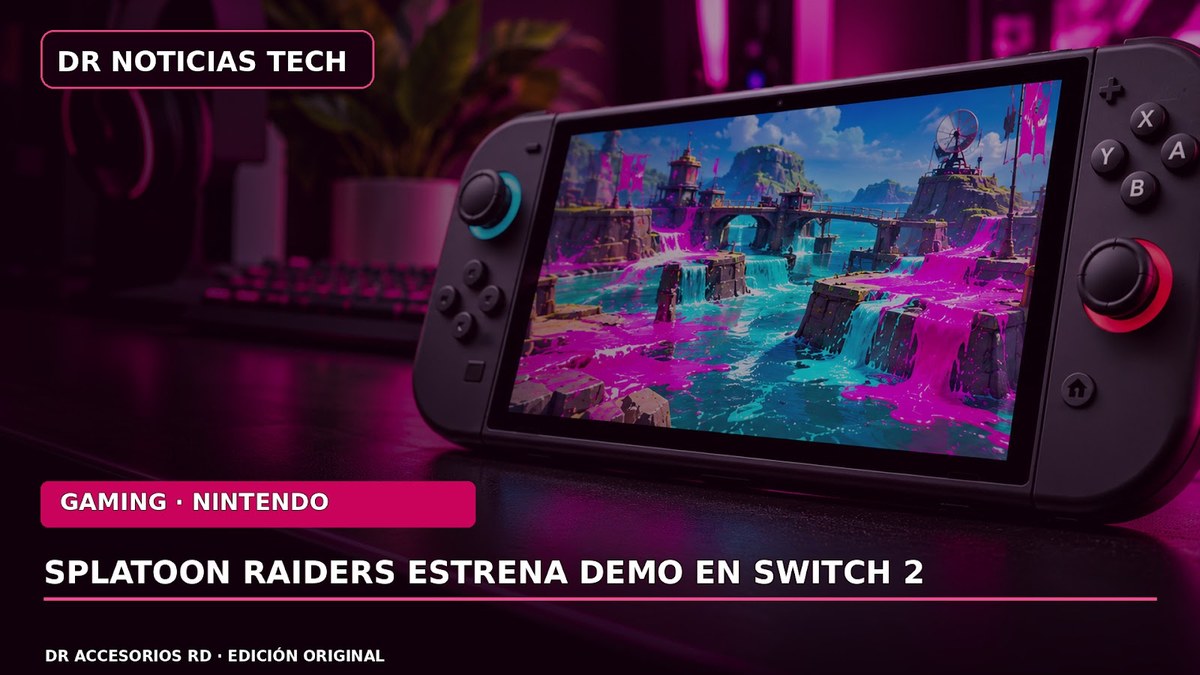 DR NOTICIAS TECH
X
Y
A
B
GAMING · NINTENDO
SPLATOON RAIDERS ESTRENA DEMO EN SWITCH 2
DR ACCESORIOS RD · EDICIÓN ORIGINAL